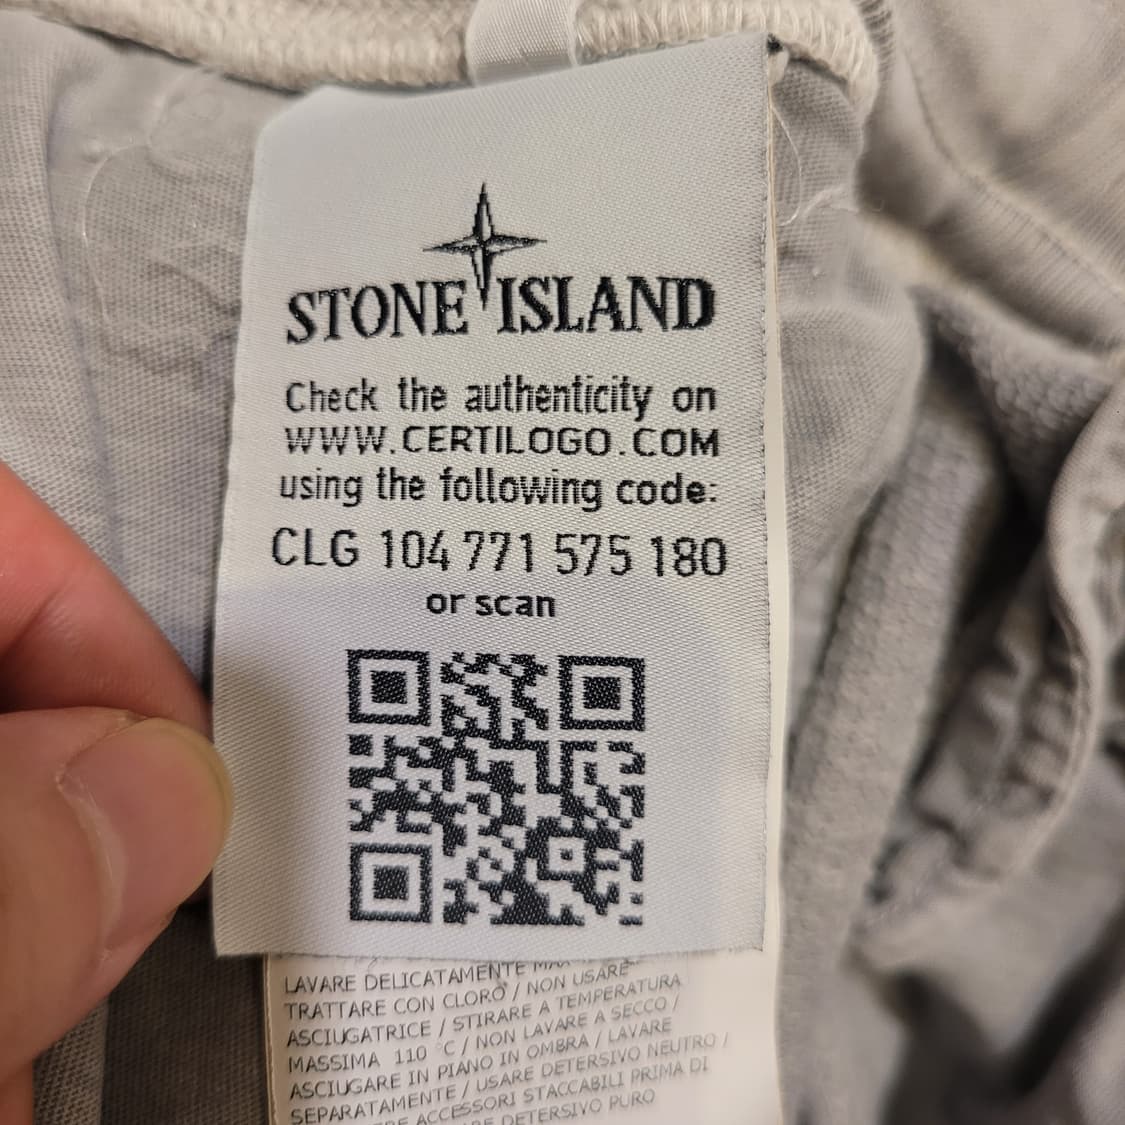 STONE ISLAND
Check the authenticity on
WWW.CERTILOGO.COM
using the following code:
CLG 104 771 575 180
or scan
LAVARE DELICATAMENTE
TRATTARE CON CLORO / NON USARE
ASCIUGATRICE / STIRARE A TEMPERATURA
MASSIMA 110 °C / NON LAVARE A SECCO /
ASCIUGARE IN PIANO IN OMBRA / LAVARE
SEPARATAMENTE / USARE DETERSIVO NEUTRO /
ACCESSORI STACCABILI PRIMA DI
DETERSIVO PURO